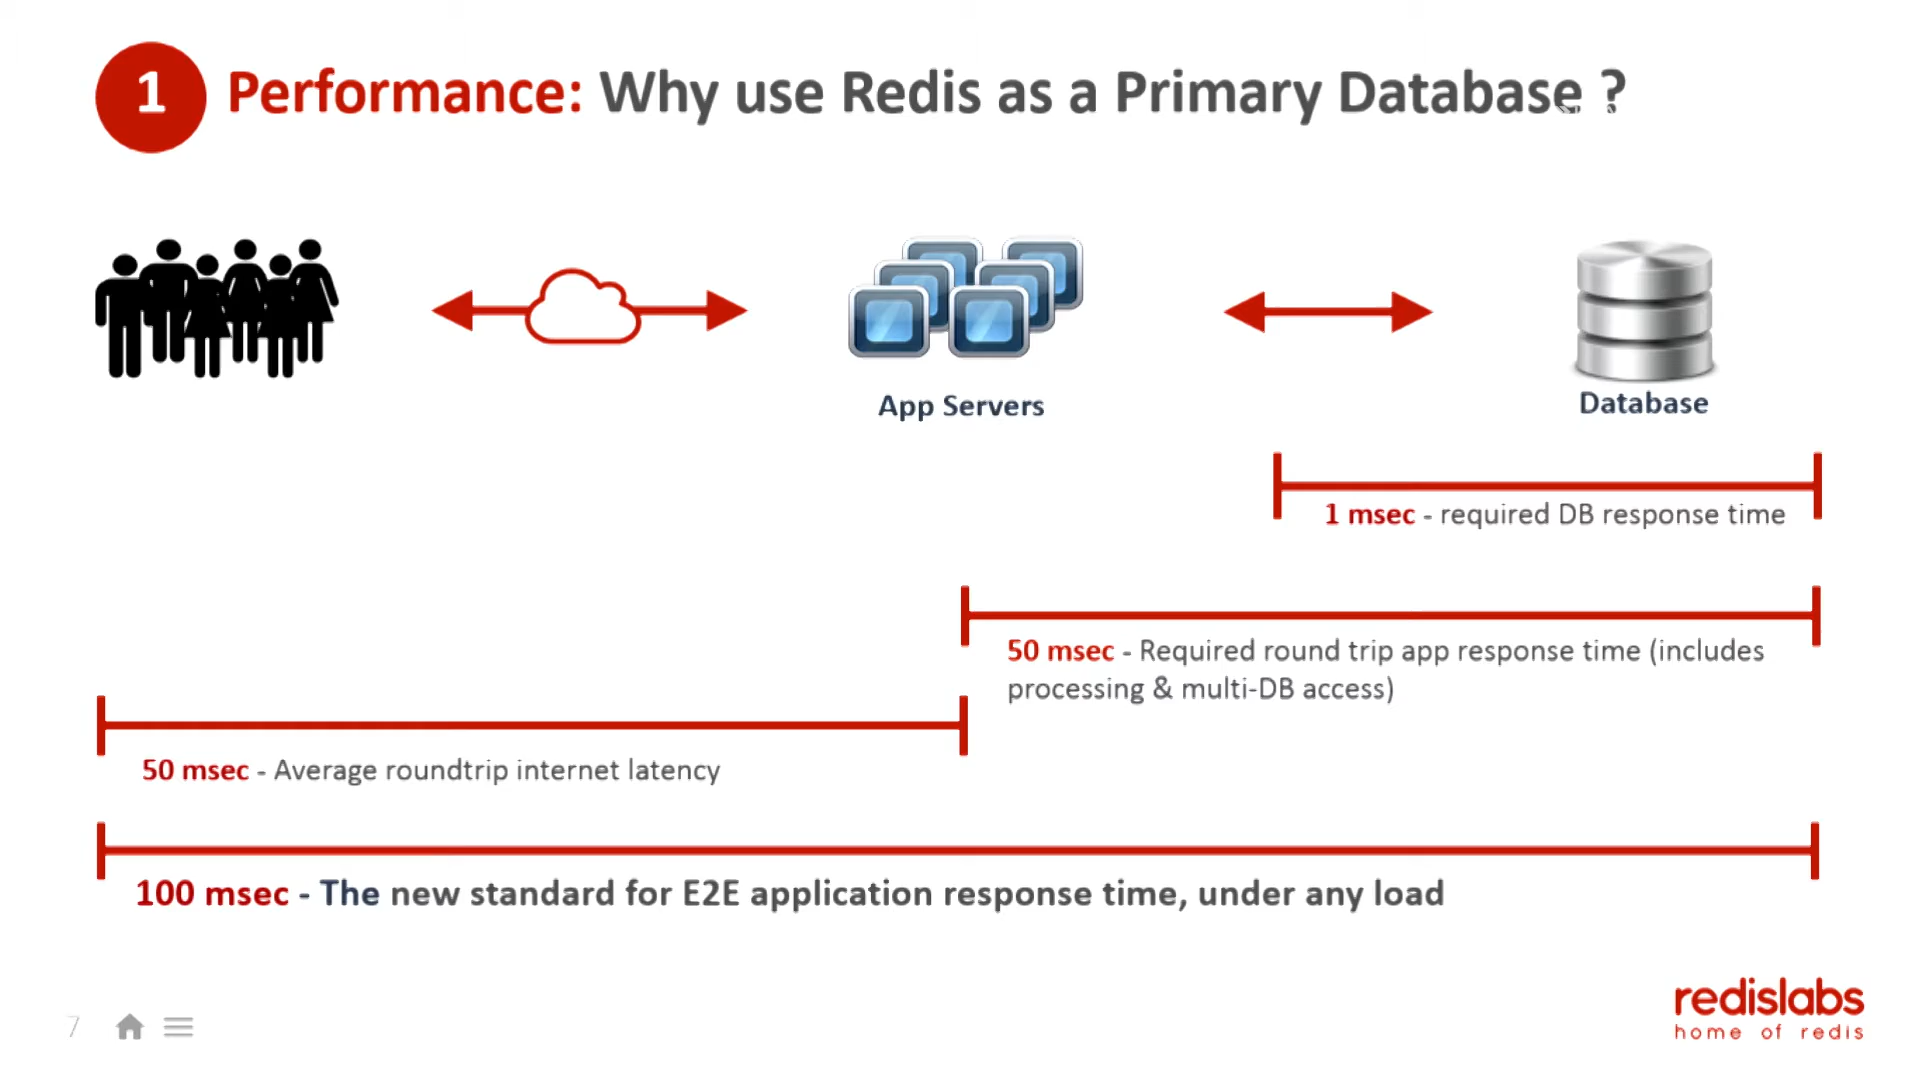 1
Performance: Why use Redis as a Primary Database ?
App Servers
Database
1 msec - required DB response time
50 msec - Required round trip app response time (includes
processing & multi-DB access)
50 msec - Average roundtrip internet latency
100 msec - The new standard for E2E application response time, under any load
7
redislabs
home of redis